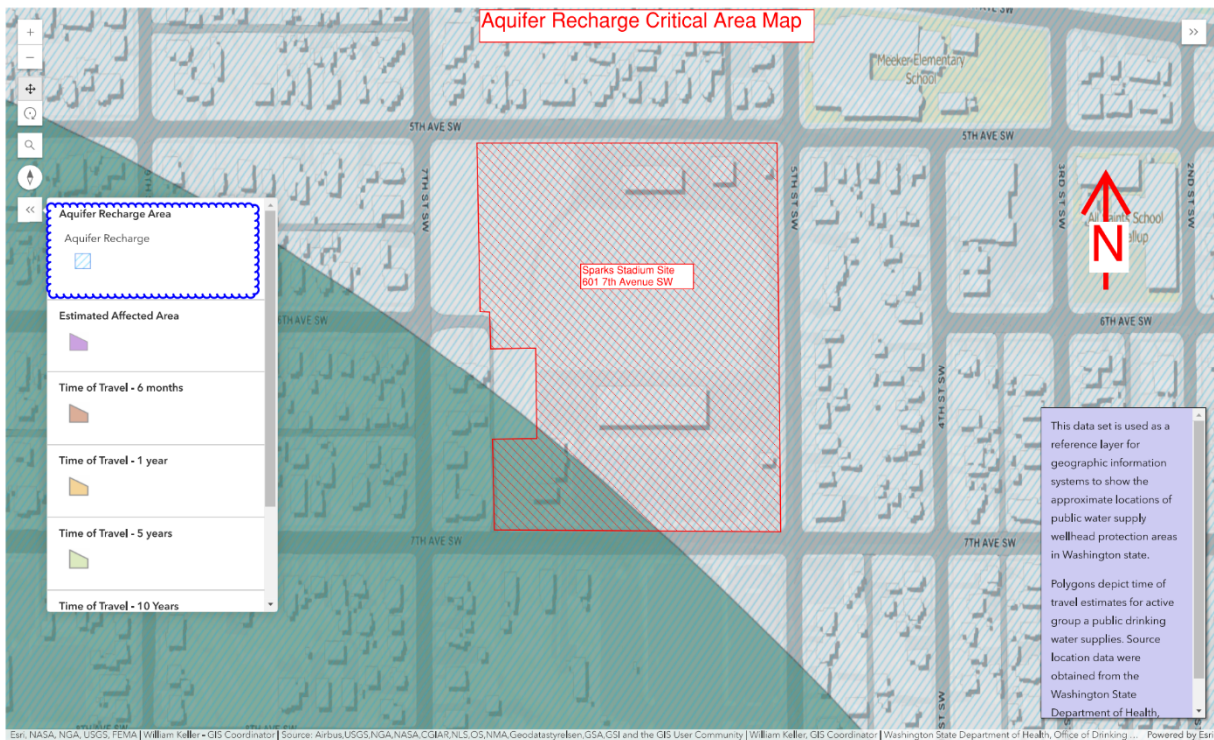 Aquifer Recharge Critical Area Map
AVE SW
Meeker Elementary
School
5TH AVE SW
5TH AVE SW
7TH ST SW
5TH ST SW
3RD ST SW
2ND ST SW
All Saints School
N
Aquifer Recharge Area
Aquifer Recharge
Estimated Affected Area
Time of Travel - 6 months
Time of Travel - 1 year
Time of Travel - 5 years
Time of Travel - 10 Years
Sparks Stadium Site
601 7th Avenue SW
6TH AVE SW
6TH AVE SW
4TH ST SW
7TH AVE SW
7TH AVE SW
ST SW
This data set is used as a
reference layer for
geographic information
systems to show the
approximate locations of
public water supply
wellhead protection areas
in Washington state.
Polygons depict time of
travel estimates for active
group a public drinking
water supplies. Source
location data were
obtained from the
Washington State
Department of Health,
Esri, NASA, NGA, USGS, FEMA | William Keller - GIS Coordinator | Source: Airbus,USGS,NGA,NASA,CGIAR,NLS,OS,NMA,Geodatastyrelsen,GSA,GSI and the GIS User Community | William Keller, GIS Coordinator | Washington State Department of Health, Office of Drinking ... Powered by Esri